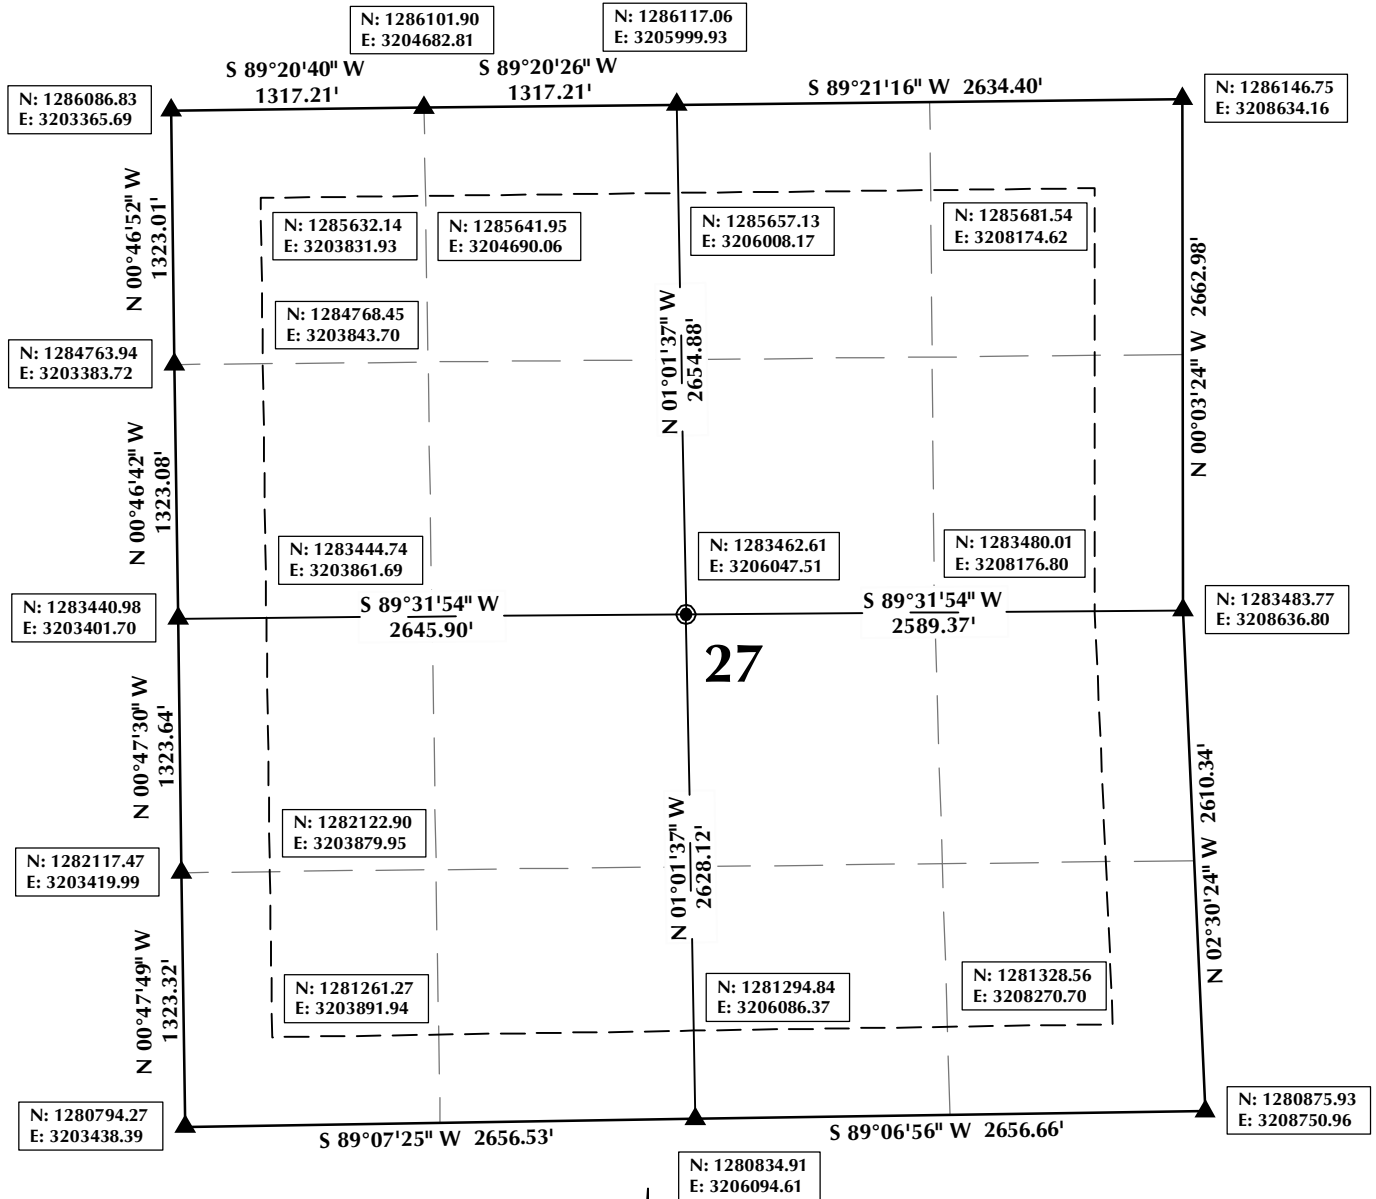 N: 1286101.90
E: 3204682.81
N: 1286117.06
E: 3205999.93
S 89°20'40" W
1317.21'
S 89°20'26" W
1317.21'
S 89°21'16" W 2634.40'
N: 1286086.83
E: 3203365.69
N: 1286146.75
E: 3208634.16
N 00°46'52" W
1323.01'
N: 1285632.14
E: 3203831.93
N: 1285641.95
E: 3204690.06
N: 1285657.13
E: 3206008.17
N: 1285681.54
E: 3208174.62
N 00°03'24" W 2662.98'
N: 1284768.45
E: 3203843.70
N 01°01'37" W
2654.88'
N: 1284763.94
E: 3203383.72
N 00°46'42" W
1323.08'
N: 1283444.74
E: 3203861.69
N: 1283462.61
E: 3206047.51
N: 1283480.01
E: 3208176.80
N: 1283440.98
E: 3203401.70
S 89°31'54" W
2645.90'
S 89°31'54" W
2589.37'
N: 1283483.77
E: 3208636.80
27
N 00°47'30" W
1323.64'
N 01°01'37" W
2628.12'
N 02°30'24" W 2610.34'
N: 1282122.90
E: 3203879.95
N: 1282117.47
E: 3203419.99
N 00°47'49" W
1323.32'
N: 1281261.27
E: 3203891.94
N: 1281294.84
E: 3206086.37
N: 1281328.56
E: 3208270.70
N: 1280794.27
E: 3203438.39
S 89°07'25" W 2656.53'
S 89°06'56" W 2656.66'
N: 1280875.93
E: 3208750.96
N: 1280834.91
E: 3206094.61